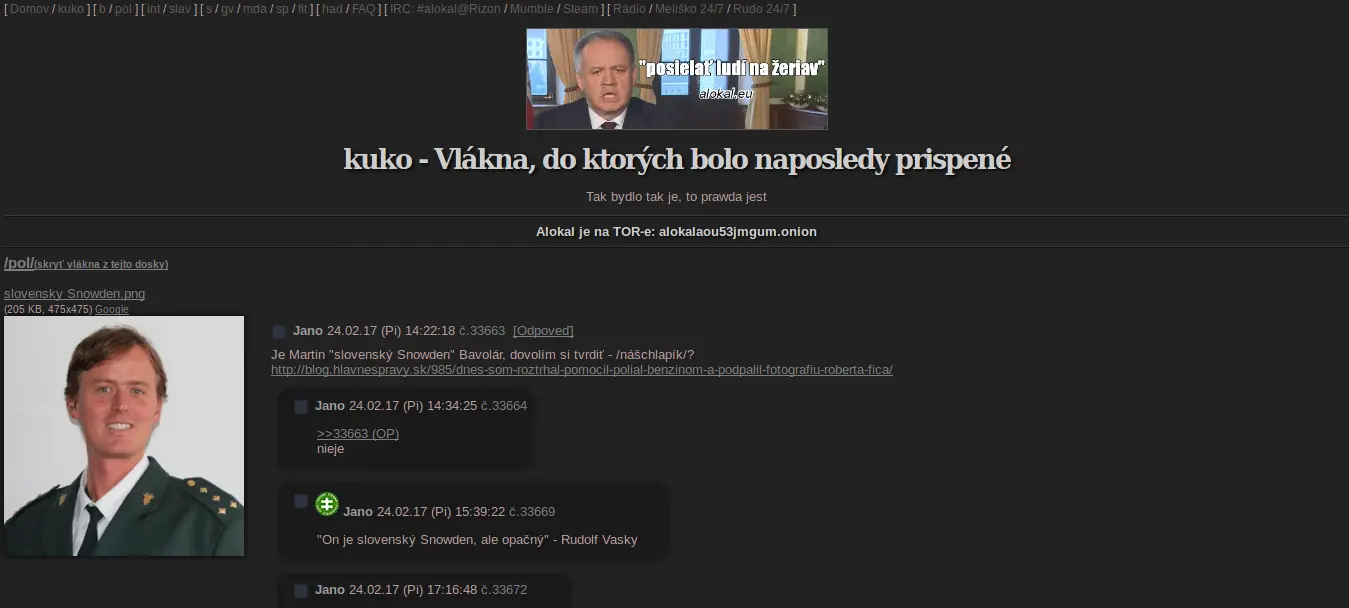 [ Domov / kuko ] [ b / pol ] [ int / slav ] [ s / gv / mda / sp / fit ] [ had / FAQ ] [ IRC: #alokal@Rizon / Mumble / Steam ] [ Rádio / Meliško 24/7 / Rudo 24/7 ]
"posielať ľudí na žeriav"
alokal.eu
kuko - Vlákna, do ktorých bolo naposledy prispené
Tak bydlo tak je, to prawda jest
Alokal je na TOR-e: alokalaou53jmgum.onion
/pol/(skryť vlákna z tejto dosky)
slovensky Snowden.png
(205 KB, 475x475) Google
Jano 24.02.17 (Pi) 14:22:18 č.33663 [Odpoveď]
Je Martin "slovenský Snowden" Bavolár, dovolím si tvrdiť - /nášchlapík/?
http://blog.hlavnespravy.sk/985/dnes-som-roztrhal-pomocil-polial-benzinom-a-podpalil-fotografiu-roberta-fica/
Jano 24.02.17 (Pi) 14:34:25 č.33664
>>33663 (OP)
nieje
Jano 24.02.17 (Pi) 15:39:22 č.33669
"On je slovenský Snowden, ale opačný" - Rudolf Vasky
Jano 24.02.17 (Pi) 17:16:48 č.33672